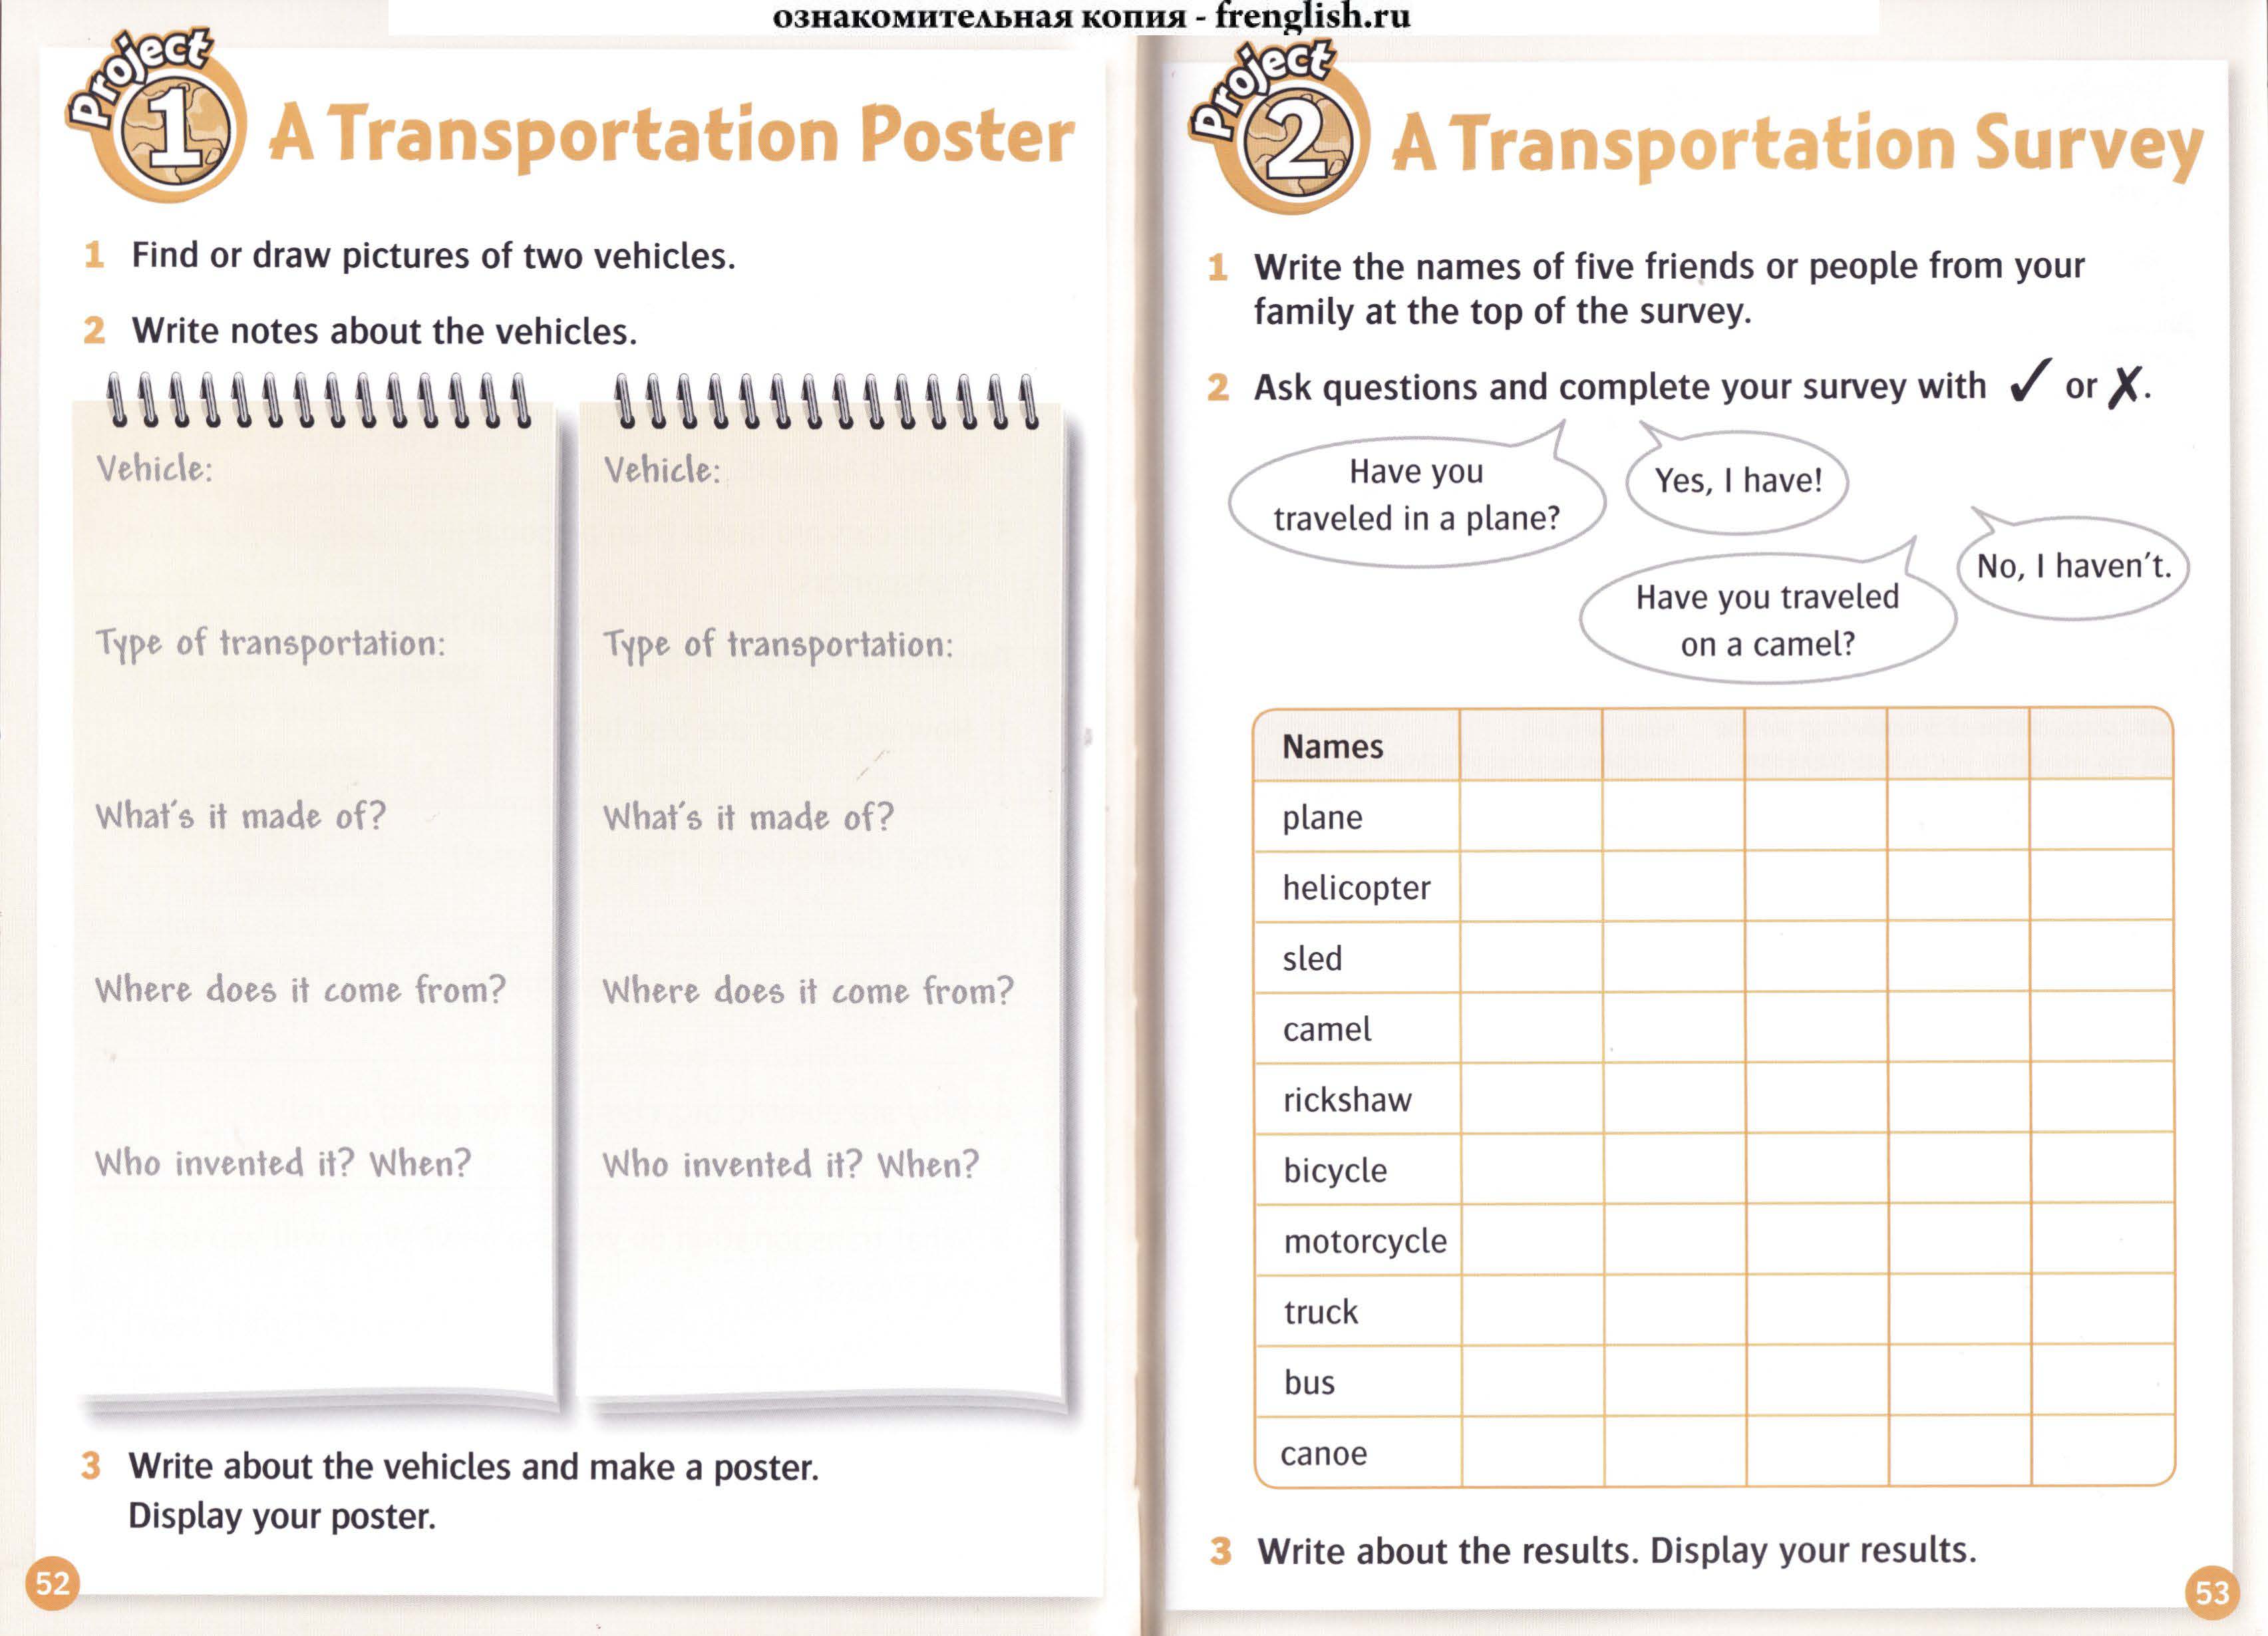 ознакомительная копия - frenglish.ru
Project
1
A Transportation Poster
1 Find or draw pictures of two vehicles.
2 Write notes about the vehicles.
Vehicle:
Type of transportation:
What's it made of?
Where does it come from?
Who invented it? When?
Vehicle:
Type of transportation:
What's it made of?
Where does it come from?
Who invented it? When?
3 Write about the vehicles and make a poster.
Display your poster.
52
Project
2
A Transportation Survey
1 Write the names of five friends or people from your
family at the top of the survey.
2 Ask questions and complete your survey with ✓ or ✗.
Have you
traveled in a plane?
Yes, I have!
Have you traveled
on a camel?
No, I haven't.
Names
plane
helicopter
sled
camel
rickshaw
bicycle
motorcycle
truck
bus
canoe
3 Write about the results. Display your results.
53